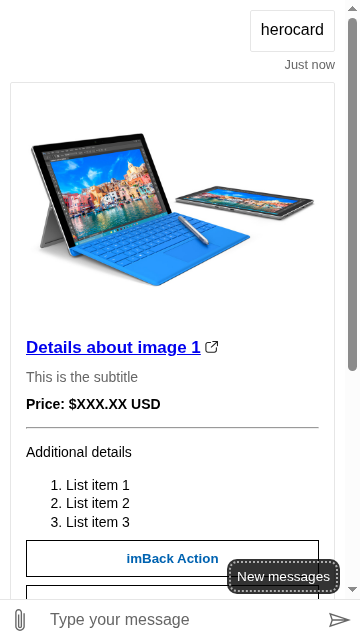 herocard
Just now
Details about image 1
This is the subtitle
Price: $XXX.XX USD
Additional details
1. List item 1
2. List item 2
3. List item 3
imBack Action
New messages
Type your message